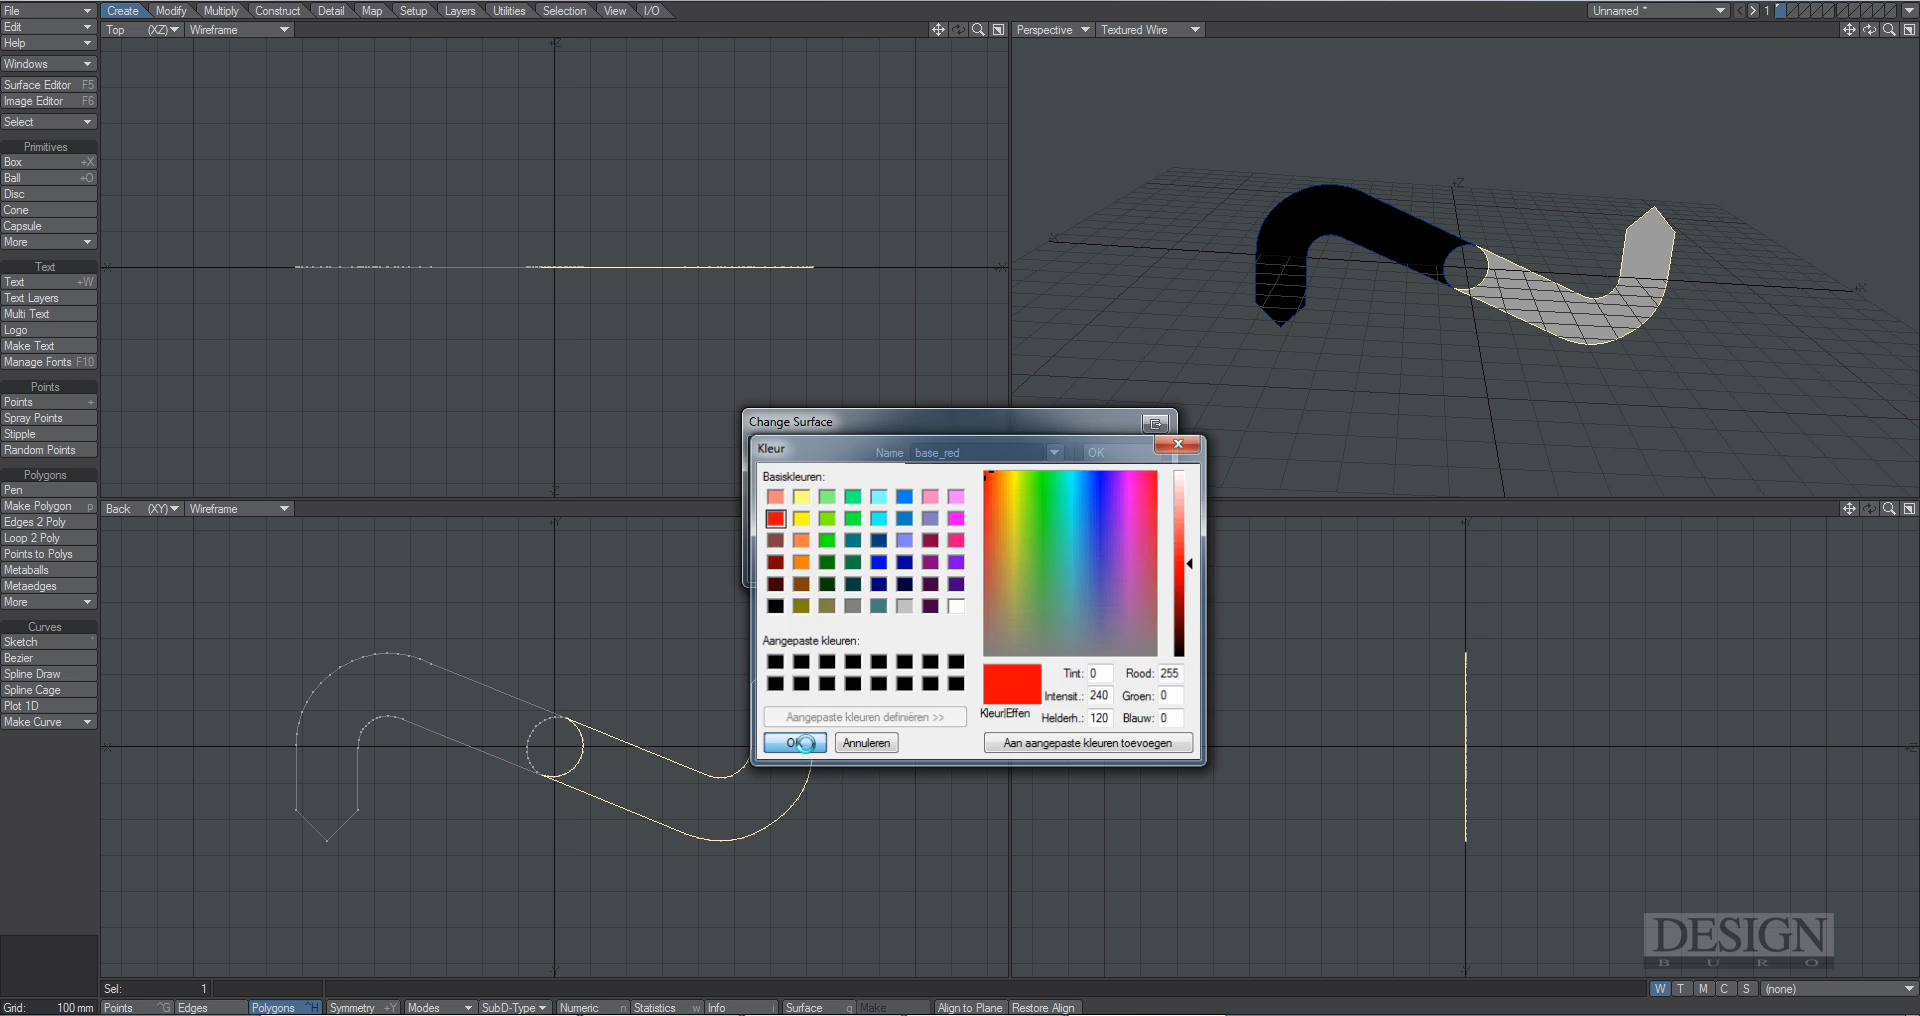 File
Create Modify Multiply Construct Detail Map Setup Layers Utilities Selection View I/O
Unnamed * 1
Edit
Help
Windows
Surface Editor F5
Image Editor F6
Select
Primitives
Box +X
Ball +O
Disc
Cone
Capsule
More
Text
Text +W
Text Layers
Multi Text
Logo
Make Text
Manage Fonts F10
Points
Points +
Spray Points
Stipple
Random Points
Polygons
Pen
Make Polygon p
Edges 2 Poly
Loop 2 Poly
Points to Polys
Metaballs
Metaedges
More
Curves
Sketch
Bezier
Spline Draw
Spline Cage
Plot 1D
Make Curve
Top (XZ) Wireframe
Perspective Textured Wire
Back (XY) Wireframe
Change Surface
Kleur
Name base_red OK
Basiskleuren:
Aangepaste kleuren:
Aangepaste kleuren definiëren >>
OK Annuleren
Kleur|Effen
Tint: 0 Rood: 255
Intensit.: 240 Groen: 0
Helderh.: 120 Blauw: 0
Aan aangepaste kleuren toevoegen
DESIGN
BURO
Sel: 1
W T M C S (none)
Grid: 100 mm Points ^G Edges Polygons ^H Symmetry +Y Modes SubD-Type Numeric n Statistics w Info i Surface q Make Align to Plane Restore Align